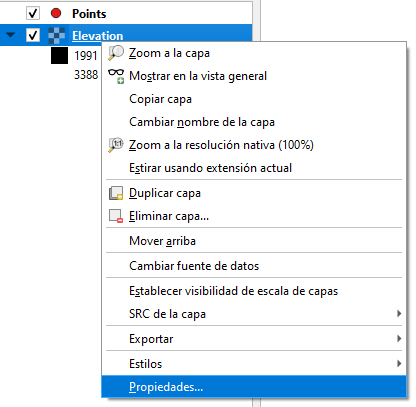 Points
Elevation
1991
3388
Zoom a la capa
Mostrar en la vista general
Copiar capa
Cambiar nombre de la capa
1:1
Zoom a la resolución nativa (100%)
Estirar usando extensión actual
Duplicar capa
Eliminar capa...
Mover arriba
Cambiar fuente de datos
Establecer visibilidad de escala de capas
SRC de la capa
Exportar
Estilos
Propiedades...